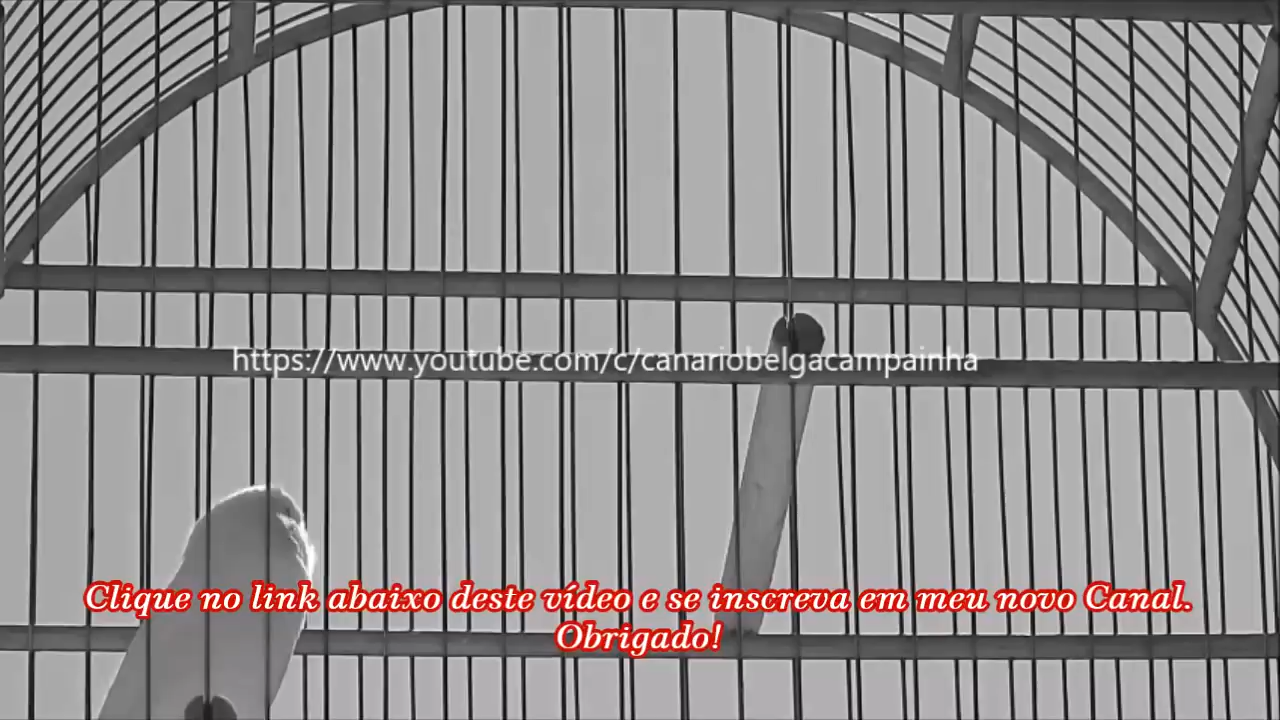 https://www.youtube.com/c/canariobelgacampainha
Clique no link abaixo deste vídeo e se inscreva em meu novo Canal.
Obrigado!